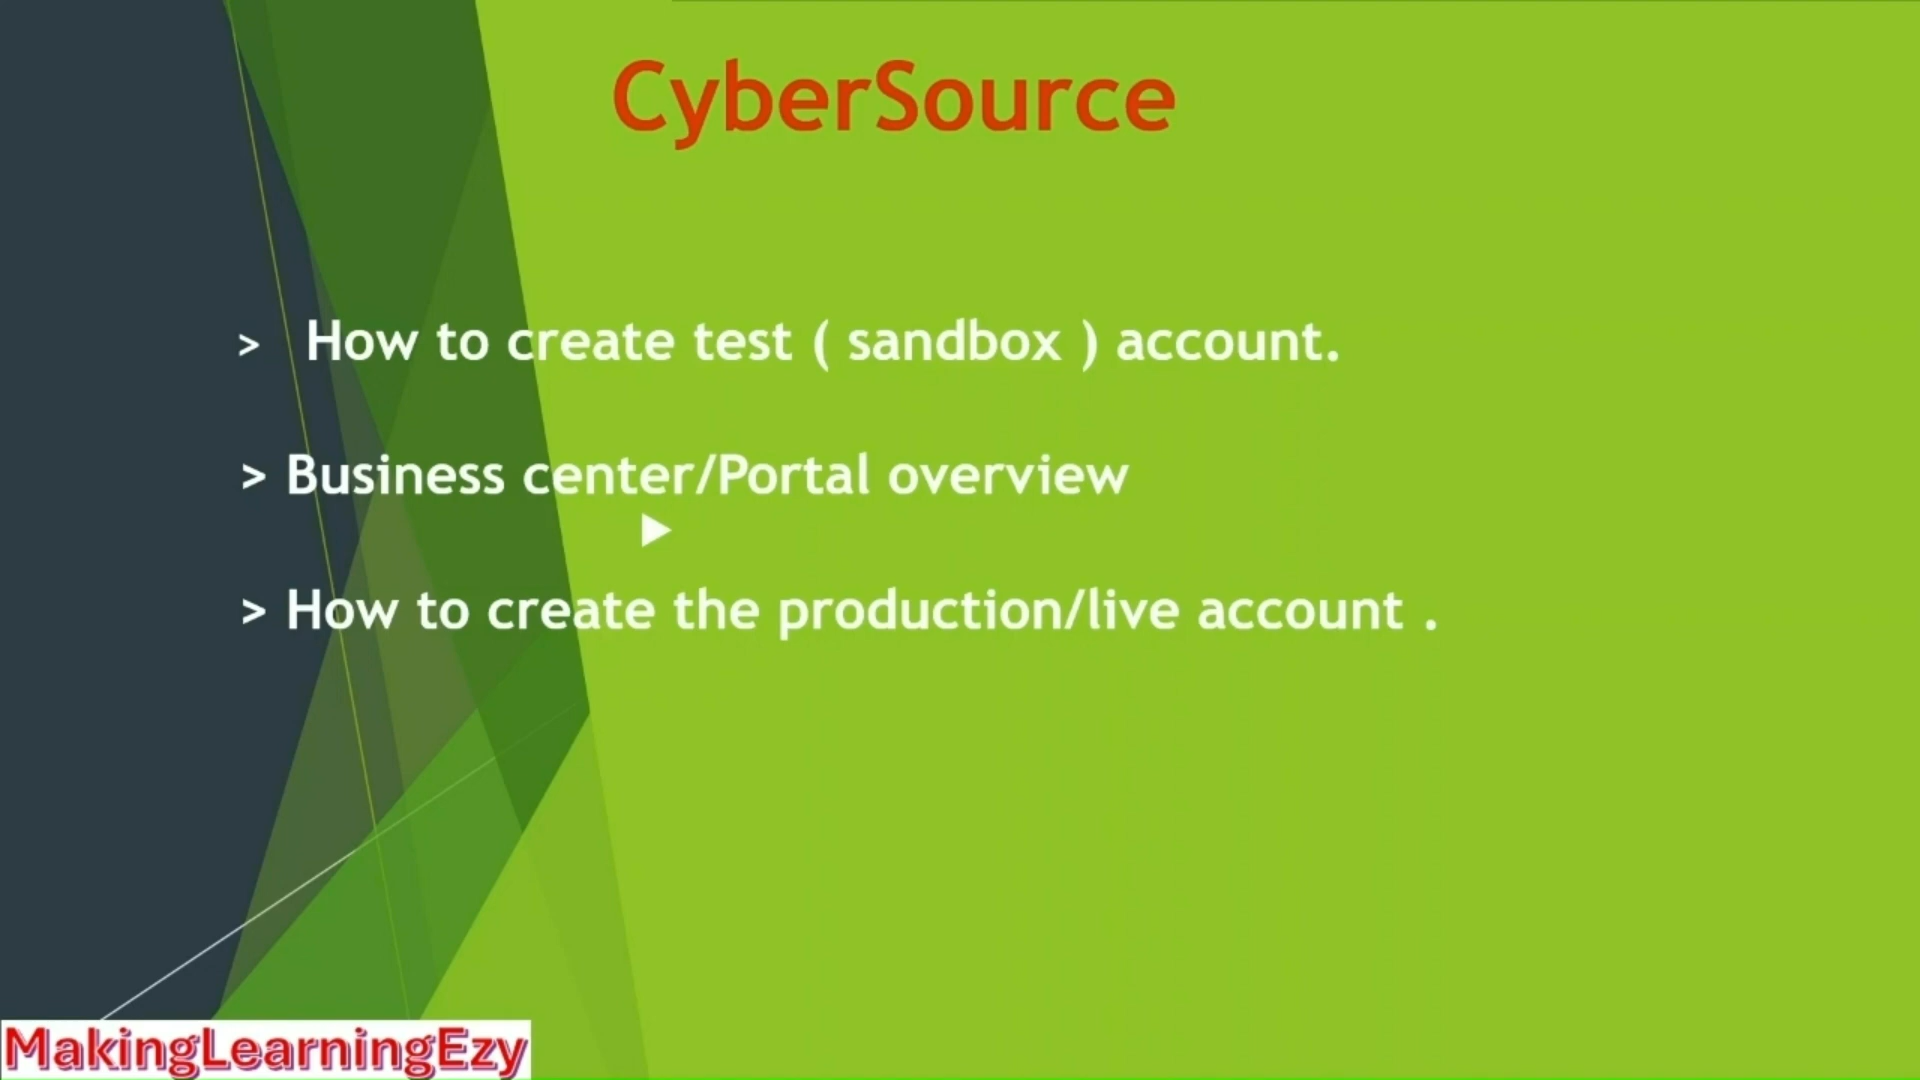 CyberSource
> How to create test ( sandbox ) account.
> Business center/Portal overview
> How to create the production/live account .
MakingLearningEzy